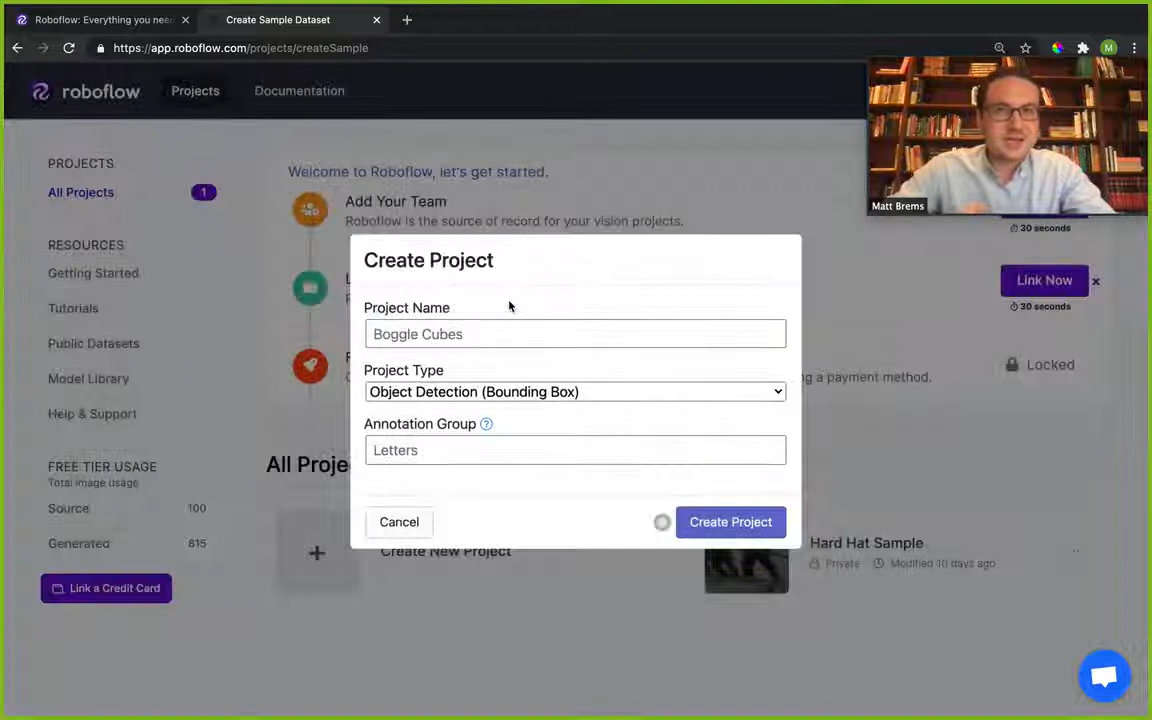 Roboflow: Everything you nee
Create Sample Dataset
https://app.roboflow.com/projects/createSample
M
roboflow
Projects
Documentation
Matt Brems
PROJECTS
All Projects
1
RESOURCES
Getting Started
Tutorials
Public Datasets
Model Library
Help & Support
FREE TIER USAGE
Total image usage
Source 100
Generated 815
Link a Credit Card
Welcome to Roboflow, let's get started.
Add Your Team
Roboflow is the source of record for your vision projects.
30 seconds
Link Now
30 seconds
Locked
g a payment method.
Create Project
Project Name
Boggle Cubes
Project Type
Object Detection (Bounding Box)
Annotation Group
Letters
Cancel
Create Project
All Proje
Create New Project
Hard Hat Sample
Private Modified 10 days ago